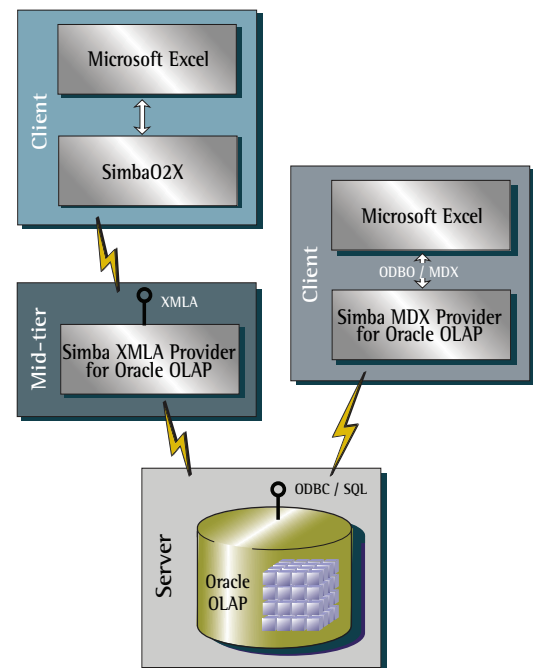 Client
Microsoft Excel
SimbaO2X
Client
Microsoft Excel
ODBO / MDX
Simba MDX Provider
for Oracle OLAP
Mid-tier
XMLA
Simba XMLA Provider
for Oracle OLAP
Server
ODBC / SQL
Oracle
OLAP